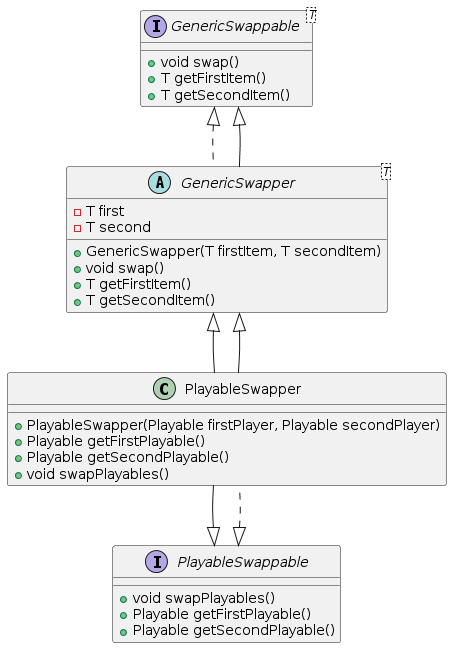 I GenericSwappable T
void swap()
T getFirstItem()
T getSecondItem()
A GenericSwapper T
T first
T second
GenericSwapper(T firstItem, T secondItem)
void swap()
T getFirstItem()
T getSecondItem()
C PlayableSwapper
PlayableSwapper(Playable firstPlayer, Playable secondPlayer)
Playable getFirstPlayable()
Playable getSecondPlayable()
void swapPlayables()
I PlayableSwappable
void swapPlayables()
Playable getFirstPlayable()
Playable getSecondPlayable()